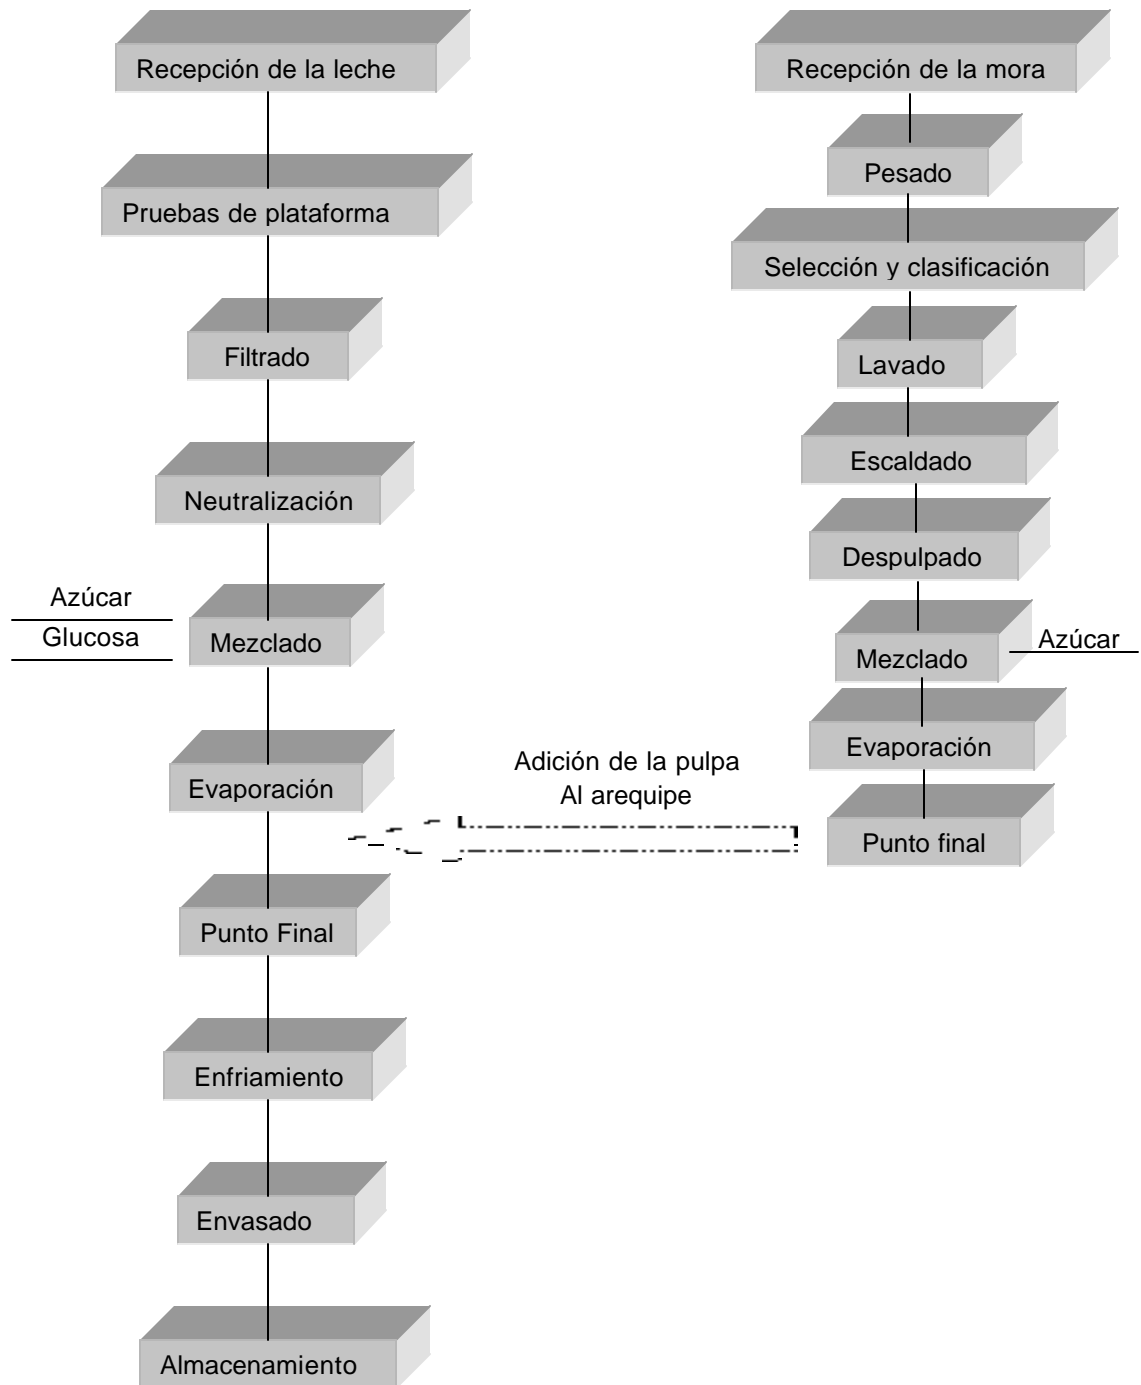 Recepción de la leche
Pruebas de plataforma
Filtrado
Neutralización
Azúcar
Glucosa
Mezclado
Evaporación
Punto Final
Enfriamiento
Envasado
Almacenamiento
Adición de la pulpa
Al arequipe
Recepción de la mora
Pesado
Selección y clasificación
Lavado
Escaldado
Despulpado
Mezclado
Azúcar
Evaporación
Punto final